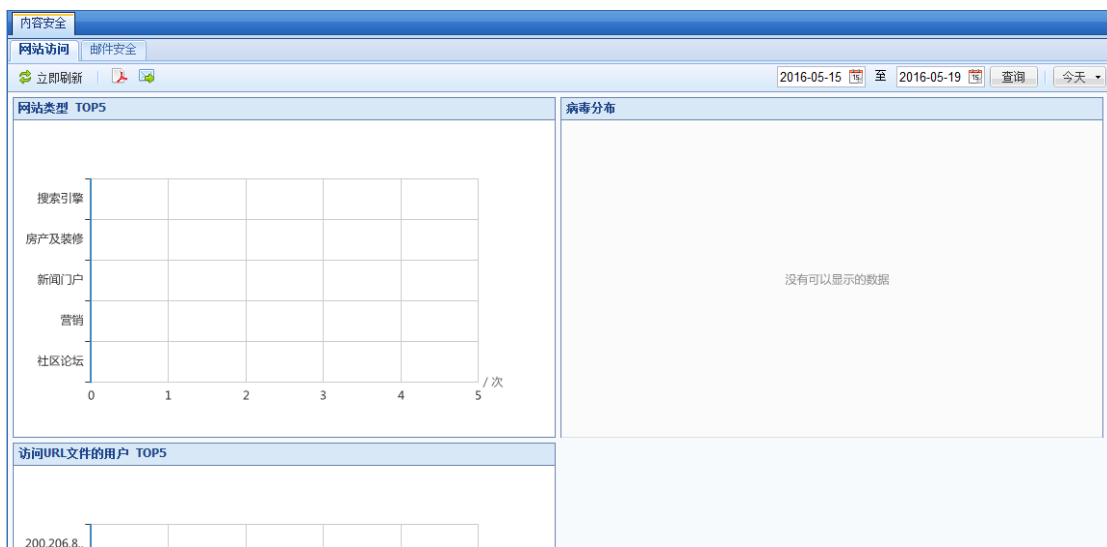 内容安全
网站访问 邮件安全
立即刷新 2016-05-15 至 2016-05-19 查询 今天
网站类型 TOP5 病毒分布
搜索引擎
房产及装修
新闻门户
营销
社区论坛
/ 次
0 1 2 3 4 5
没有可以显示的数据
访问URL文件的用户 TOP5
200.206.8..